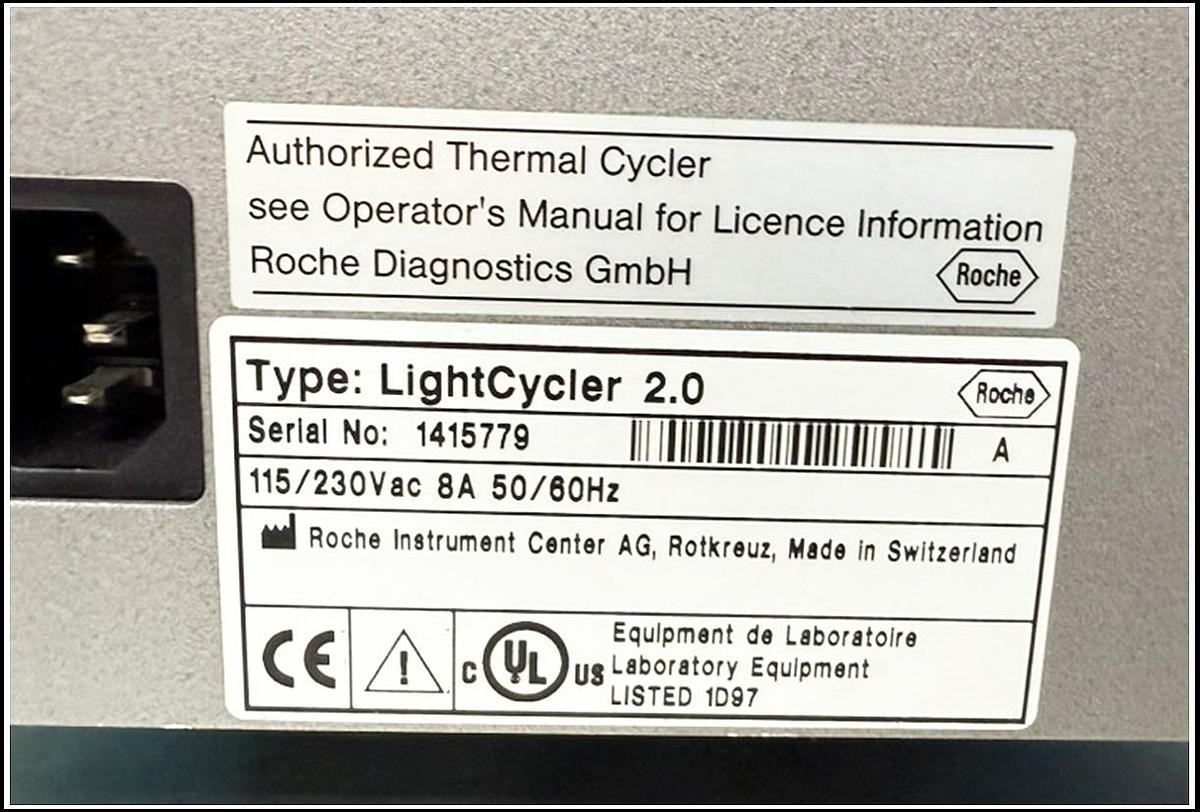 Authorized Thermal Cycler
see Operator's Manual for Licence Information
Roche Diagnostics GmbH
Roche
Type: LightCycler 2.0
Roche
Serial No: 1415779
A
115/230Vac 8A 50/60Hz
Roche Instrument Center AG, Rotkreuz, Made in Switzerland
CE
!
C UL US
Equipment de Laboratoire
Laboratory Equipment
LISTED 1D97